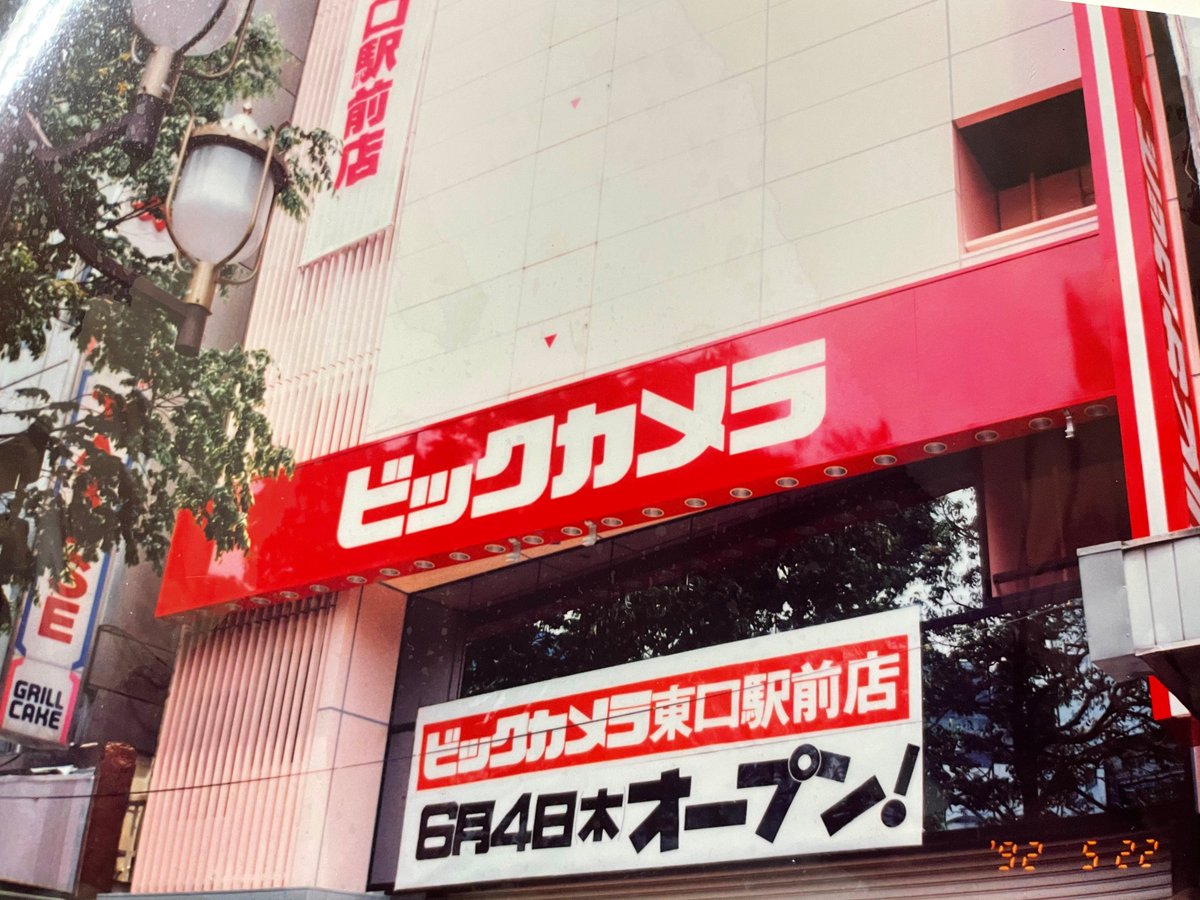 口駅前店
ビックカメラ
GRILL
CAKE
ビックカメラ東口駅前店
6月4日木オープン!
'92 5 22